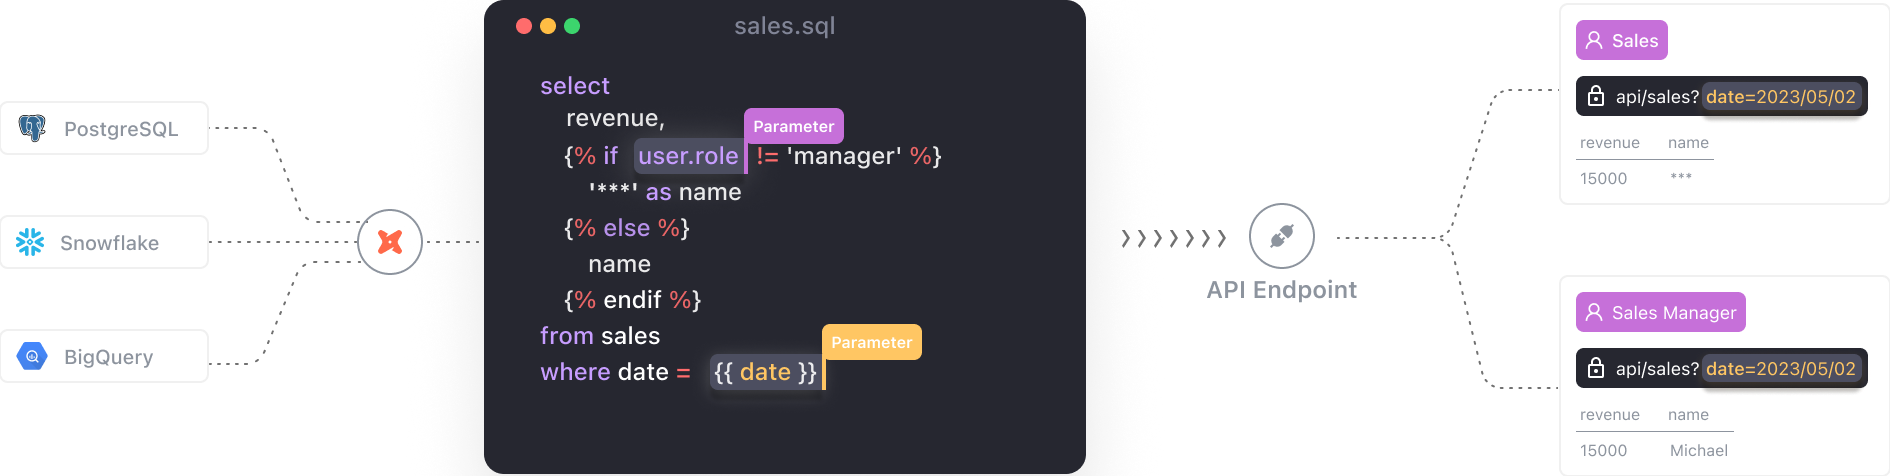 PostgreSQL
Snowflake
BigQuery
sales.sql
select
revenue,
Parameter
{% if user.role != 'manager' %}
'***' as name
{% else %}
name
{% endif %}
from sales
Parameter
where date = {{ date }}
API Endpoint
Sales
api/sales? date=2023/05/02
revenue name
15000 ***
Sales Manager
api/sales? date=2023/05/02
revenue name
15000 Michael